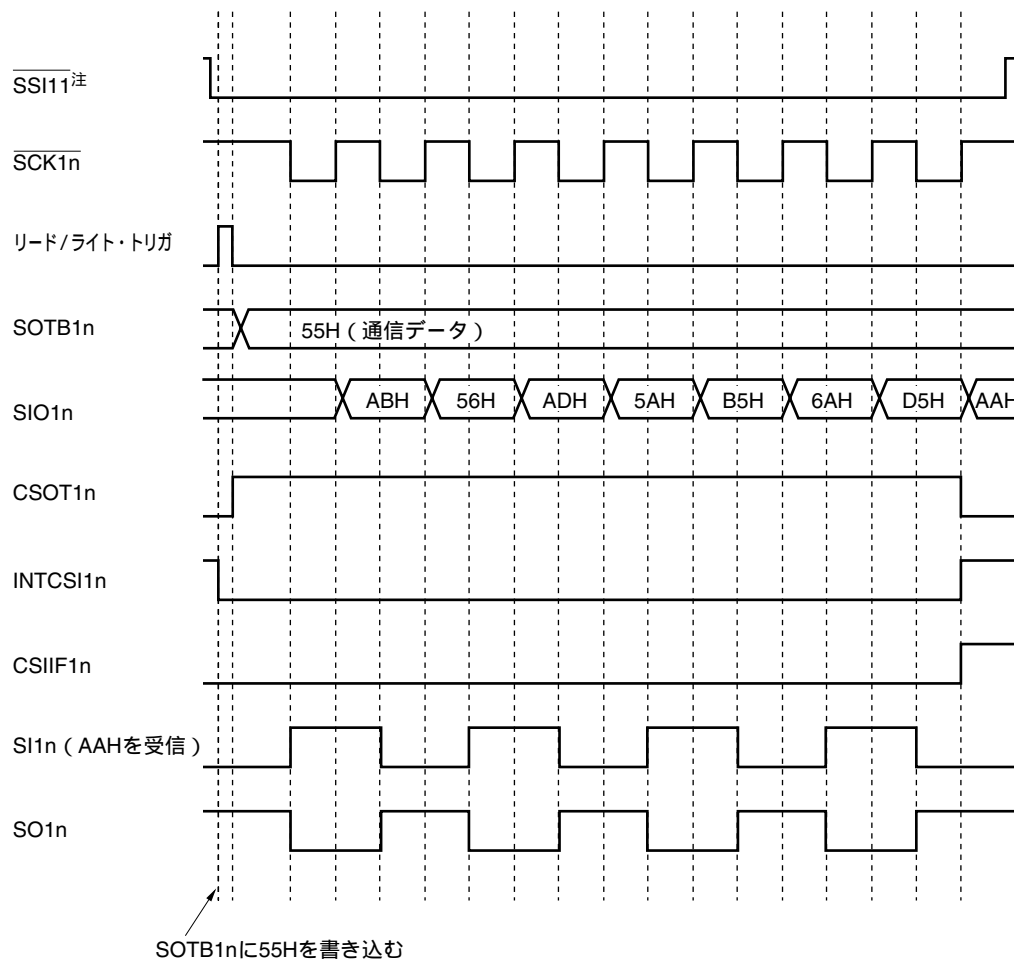 SSI11注
SCK1n
リード/ライト・トリガ
SOTB1n
55H(通信データ)
SIO1n
ABH 56H ADH 5AH B5H 6AH D5H AAH
CSOT1n
INTCSI1n
CSIIF1n
SI1n(AAHを受信)
SO1n
SOTB1nに55Hを書き込む